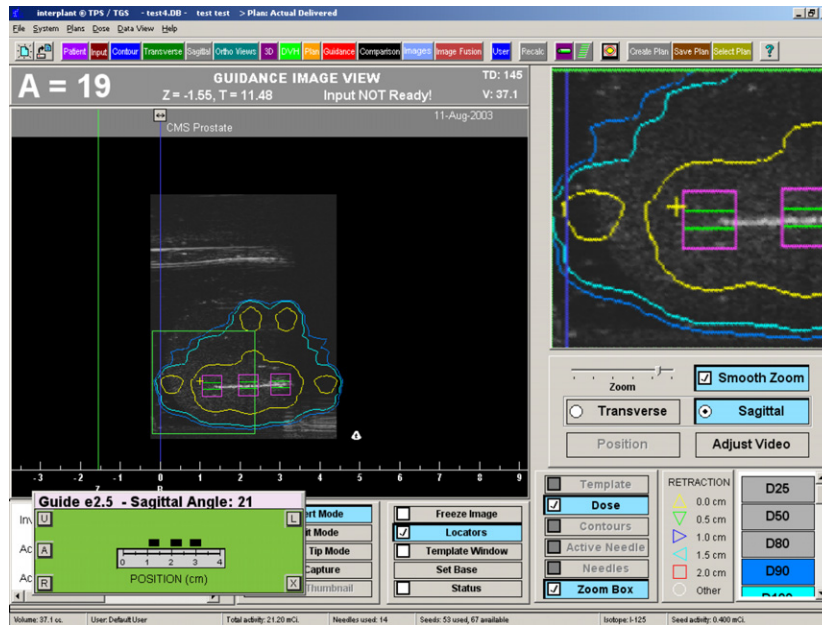 interplant ® TPS / TGS - test4.DB - test test > Plan: Actual Delivered
File System Plans Dose Data View Help
Patient Input Contour Transverse Sagittal Ortho Views 3D DVH Plan Guidance Comparison Images Image Fusion User Recalc Create Plan Save Plan Select Plan ?
A = 19
GUIDANCE IMAGE VIEW
TD: 145
Z = -1.55, T = 11.48 Input NOT Ready!
V: 37.1
CMS Prostate
11-Aug-2003
-3 -2 -1 0 1 2 3 4 5 6 7 8 9
Zoom
Smooth Zoom
Transverse
Sagittal
Position
Adjust Video
Guide e2.5 - Sagittal Angle: 21
U
L
A
0 1 2 3 4
POSITION (cm)
R
X
ert Mode
it Mode
Tip Mode
Capture
Thumbnail
Freeze Image
Locators
Template Window
Set Base
Status
Template
Dose
Contours
Active Needle
Needles
Zoom Box
RETRACTION
0.0 cm
0.5 cm
1.0 cm
1.5 cm
2.0 cm
Other
D25
D50
D80
D90
D100
Volume: 37.1 cc. User: Default User Total activity: 21.20 mCi. Needles used: 14 Seeds: 53 used, 67 available Isotope: I-125 Seed activity: 0.400 mCi.